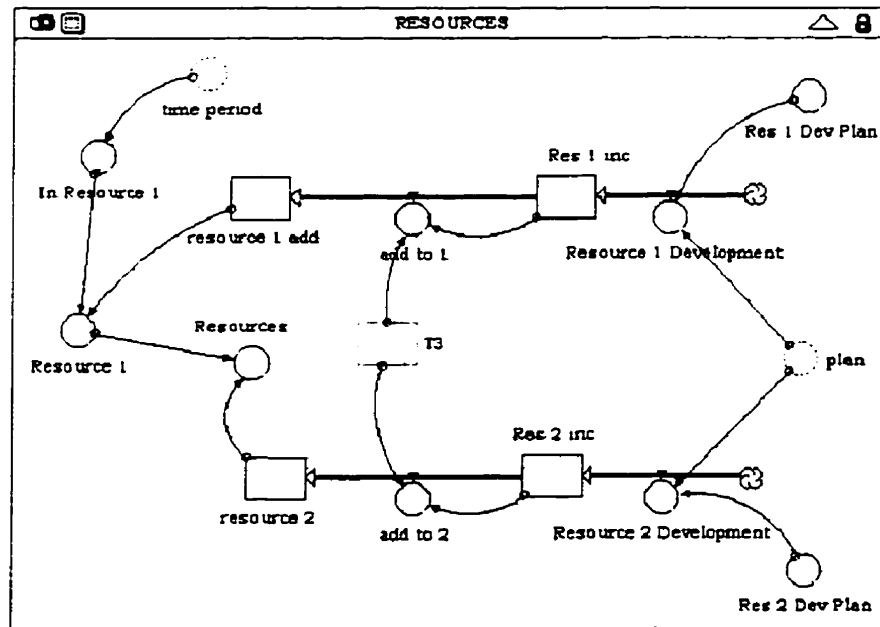 RESOURCES
time period
Res 1 Dev Plan
Res 1 inc
In Resource 1
resource 1 add
add to 1
Resource 1 Development
Resources
T3
Resource 1
plan
Res 2 inc
resource 2
add to 2
Resource 2 Development
Res 2 Dev Plan